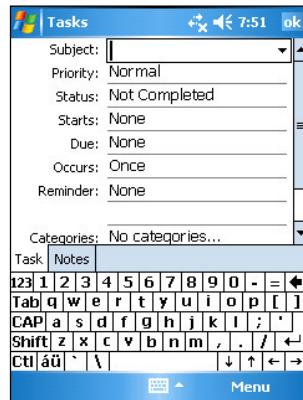 Tasks 7:51 ok
Subject:
Priority: Normal
Status: Not Completed
Starts: None
Due: None
Occurs: Once
Reminder: None
Categories: No categories...
Task Notes
123 1 2 3 4 5 6 7 8 9 0 - =
Tab q w e r t y u i o p [ ]
CAP a s d f g h j k l ; '
Shift z x c v b n m , . /
Ctl áü ` \ ↓ ↑ ← →
Menu